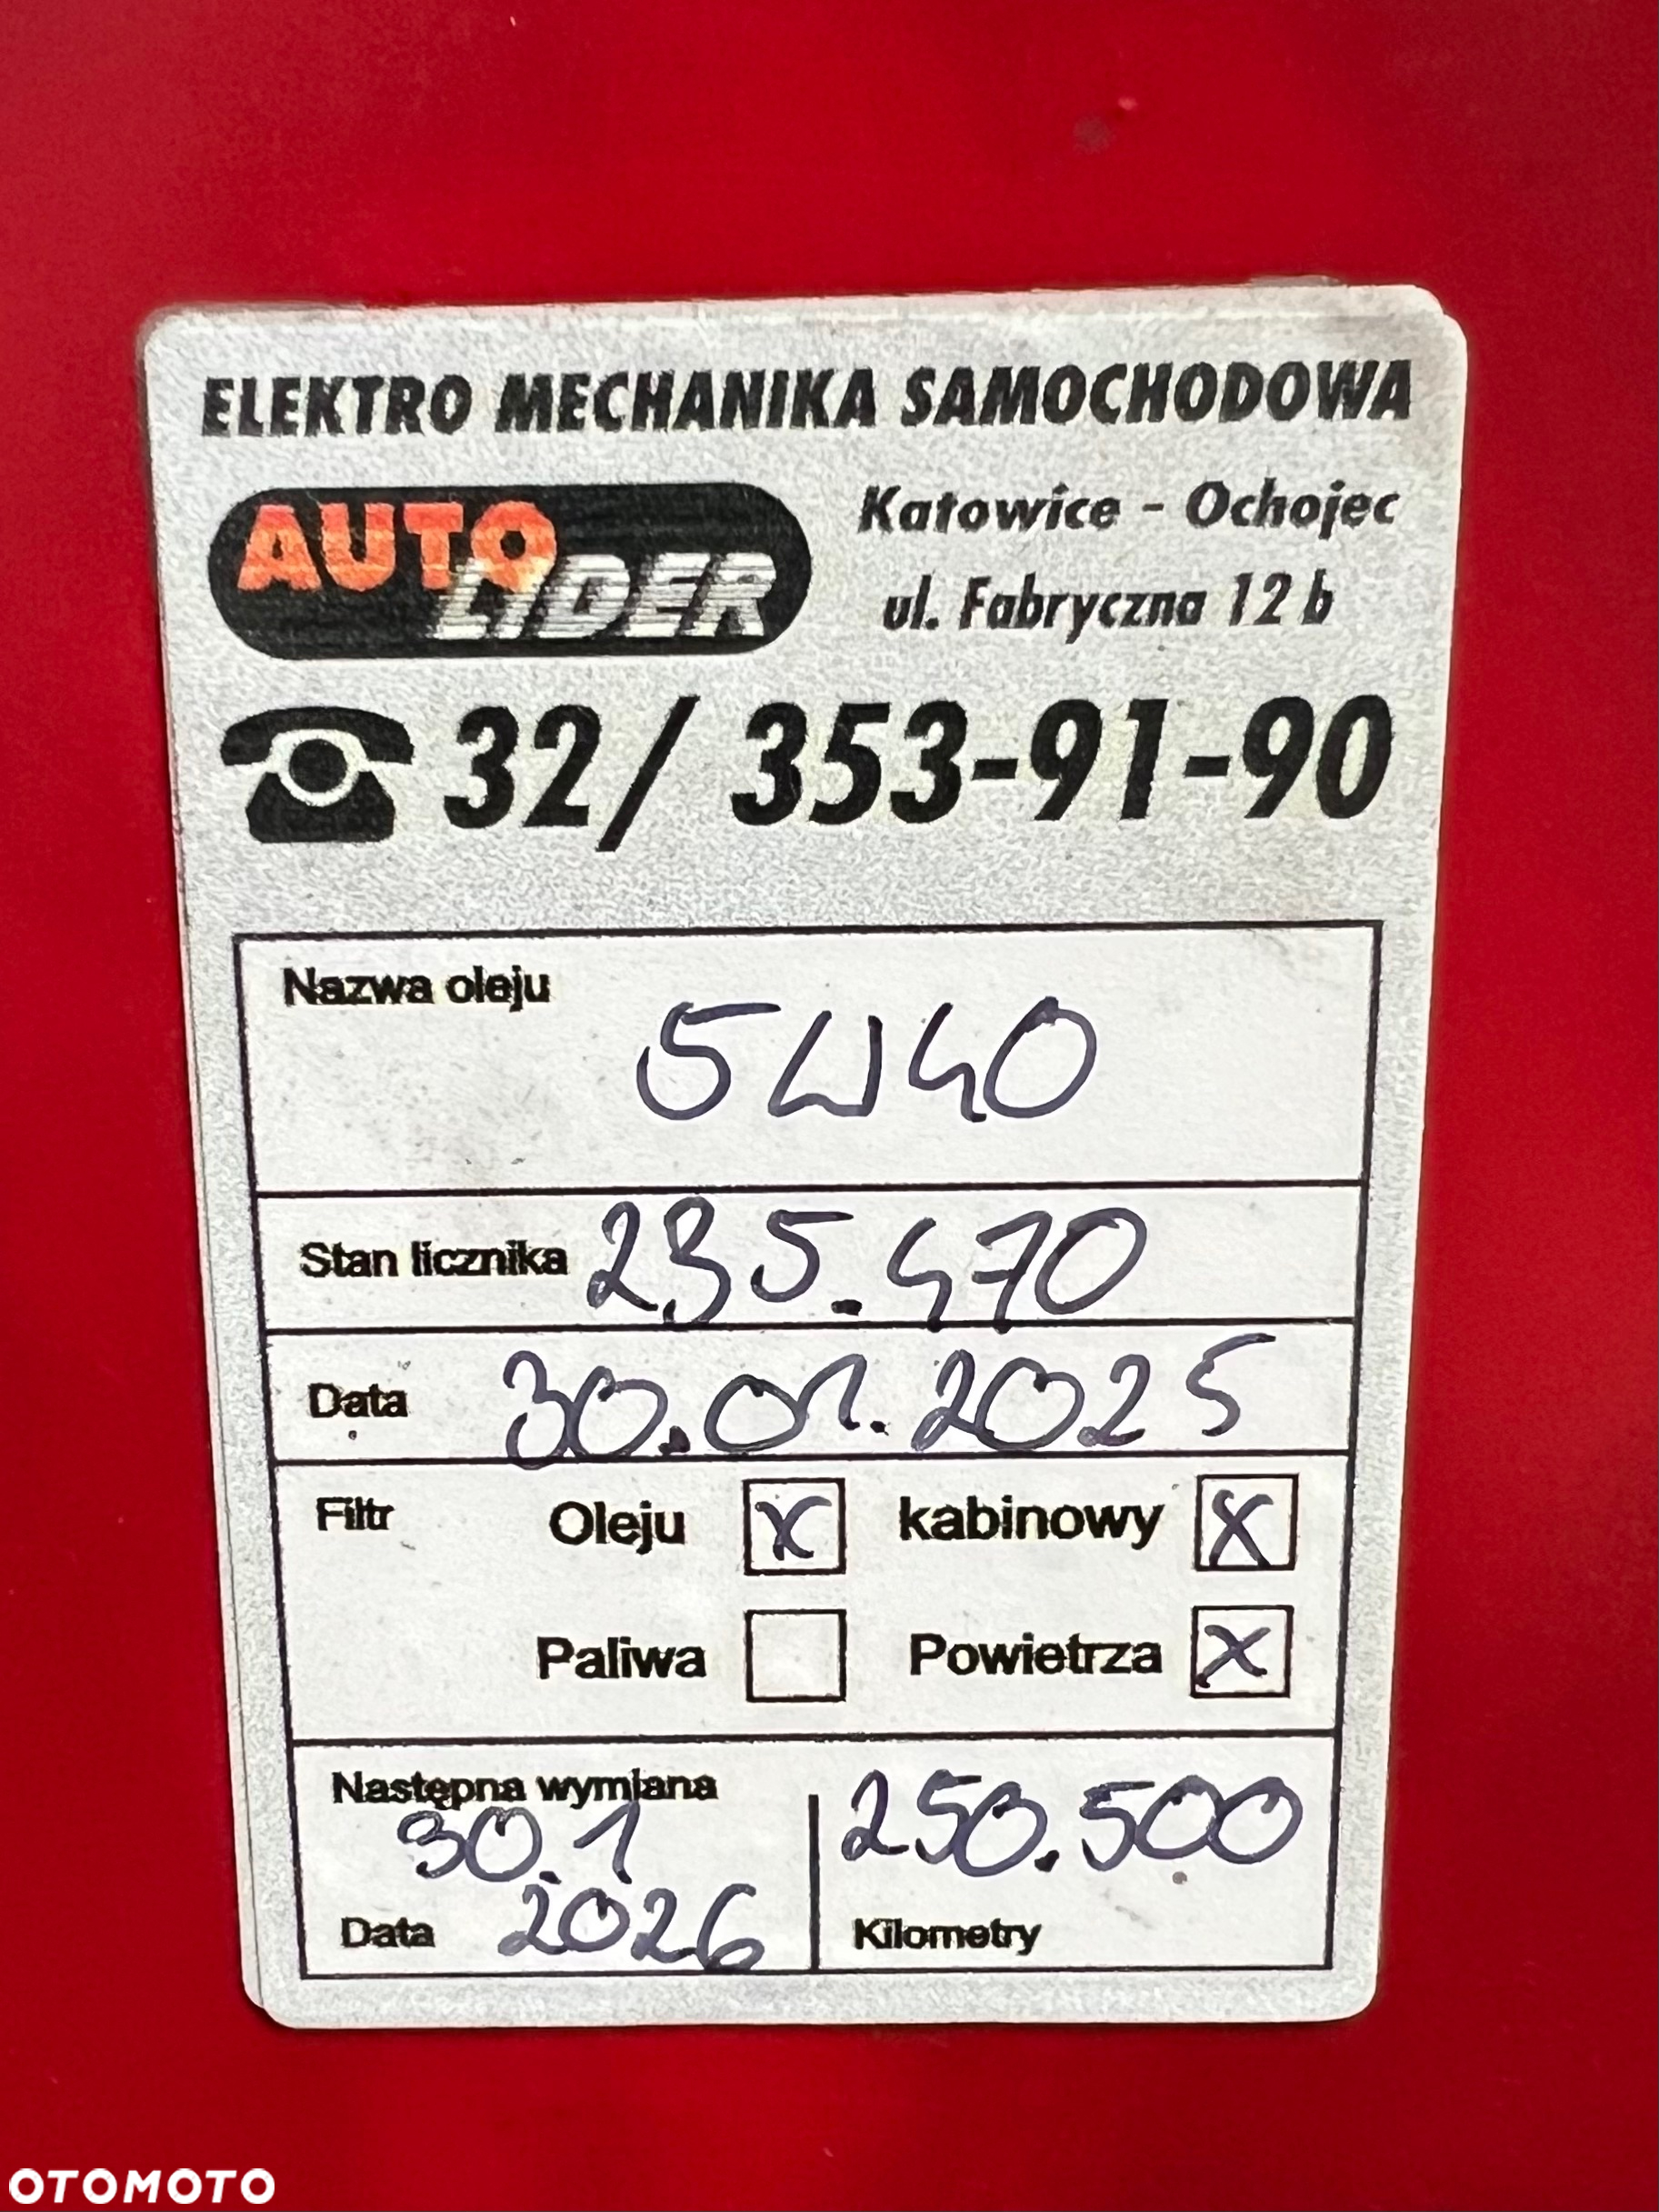 ELEKTRO MECHANIKA SAMOCHODOWA
AUTO LIDER
Katowice - Ochojec
ul. Fabryczna 12 b
32/ 353-91-90
Nazwa oleju
5W40
Stan licznika 235.470
Data 30.01.2025
Filtr Oleju x kabinowy x
Paliwa Powietrza x
Następna wymiana
30.1 250.500
Data 2026 Kilometry
OTOMOTO